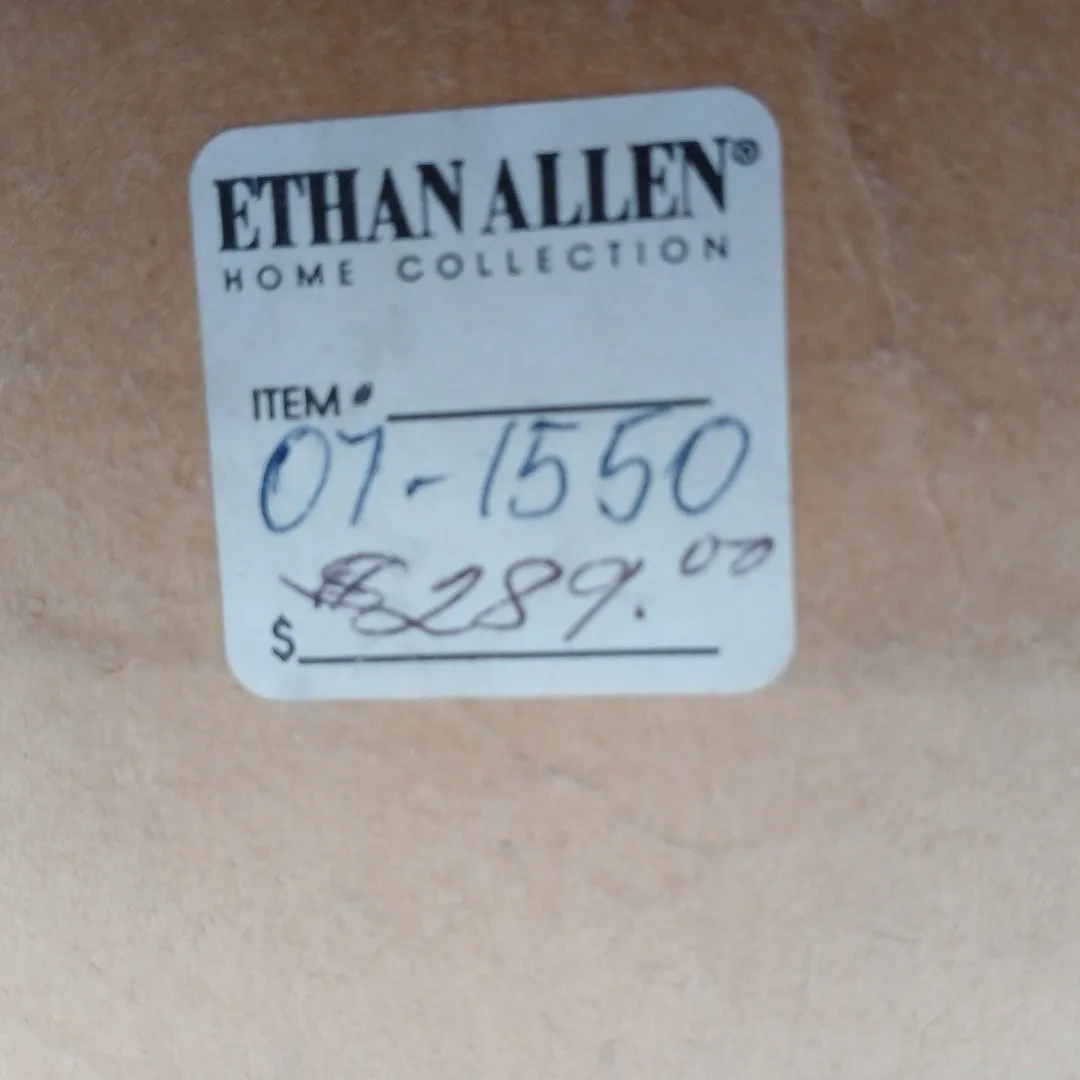 ETHAN ALLEN®
HOME COLLECTION
ITEM #
07-1550
$289.00
$